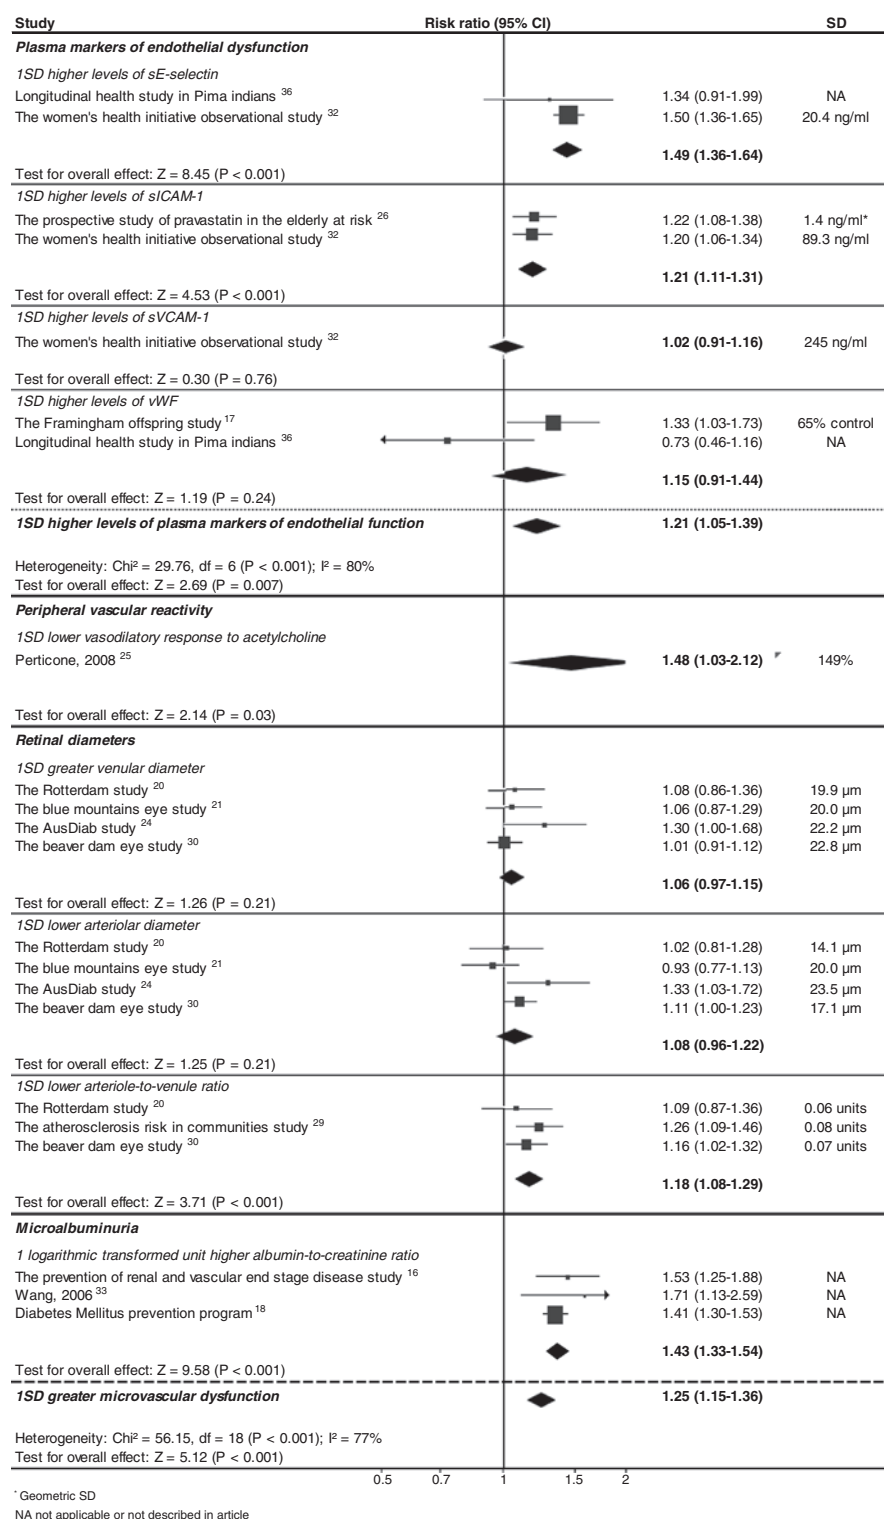 Study Risk ratio (95% CI) SD
Plasma markers of endothelial dysfunction
1SD higher levels of sE-selectin
Longitudinal health study in Pima indians 36 1.34 (0.91-1.99) NA
The women's health initiative observational study 32 1.50 (1.36-1.65) 20.4 ng/ml
1.49 (1.36-1.64)
Test for overall effect: Z = 8.45 (P < 0.001)
1SD higher levels of sICAM-1
The prospective study of pravastatin in the elderly at risk 26 1.22 (1.08-1.38) 1.4 ng/ml*
The women's health initiative observational study 32 1.20 (1.06-1.34) 89.3 ng/ml
1.21 (1.11-1.31)
Test for overall effect: Z = 4.53 (P < 0.001)
1SD higher levels of sVCAM-1
The women's health initiative observational study 32 1.02 (0.91-1.16) 245 ng/ml
Test for overall effect: Z = 0.30 (P = 0.76)
1SD higher levels of vWF
The Framingham offspring study 17 1.33 (1.03-1.73) 65% control
Longitudinal health study in Pima indians 36 0.73 (0.46-1.16) NA
1.15 (0.91-1.44)
Test for overall effect: Z = 1.19 (P = 0.24)
1SD higher levels of plasma markers of endothelial function 1.21 (1.05-1.39)
Heterogeneity: Chi² = 29.76, df = 6 (P < 0.001); I² = 80%
Test for overall effect: Z = 2.69 (P = 0.007)
Peripheral vascular reactivity
1SD lower vasodilatory response to acetylcholine
Perticone, 2008 25 1.48 (1.03-2.12) 149%
Test for overall effect: Z = 2.14 (P = 0.03)
Retinal diameters
1SD greater venular diameter
The Rotterdam study 20 1.08 (0.86-1.36) 19.9 µm
The blue mountains eye study 21 1.06 (0.87-1.29) 20.0 µm
The AusDiab study 24 1.30 (1.00-1.68) 22.2 µm
The beaver dam eye study 30 1.01 (0.91-1.12) 22.8 µm
1.06 (0.97-1.15)
Test for overall effect: Z = 1.26 (P = 0.21)
1SD lower arteriolar diameter
The Rotterdam study 20 1.02 (0.81-1.28) 14.1 µm
The blue mountains eye study 21 0.93 (0.77-1.13) 20.0 µm
The AusDiab study 24 1.33 (1.03-1.72) 23.5 µm
The beaver dam eye study 30 1.11 (1.00-1.23) 17.1 µm
1.08 (0.96-1.22)
Test for overall effect: Z = 1.25 (P = 0.21)
1SD lower arteriole-to-venule ratio
The Rotterdam study 20 1.09 (0.87-1.36) 0.06 units
The atherosclerosis risk in communities study 29 1.26 (1.09-1.46) 0.08 units
The beaver dam eye study 30 1.16 (1.02-1.32) 0.07 units
1.18 (1.08-1.29)
Test for overall effect: Z = 3.71 (P < 0.001)
Microalbuminuria
1 logarithmic transformed unit higher albumin-to-creatinine ratio
The prevention of renal and vascular end stage disease study 16 1.53 (1.25-1.88) NA
Wang, 2006 33 1.71 (1.13-2.59) NA
Diabetes Mellitus prevention program 18 1.41 (1.30-1.53) NA
1.43 (1.33-1.54)
Test for overall effect: Z = 9.58 (P < 0.001)
1SD greater microvascular dysfunction 1.25 (1.15-1.36)
Heterogeneity: Chi² = 56.15, df = 18 (P < 0.001); I² = 77%
Test for overall effect: Z = 5.12 (P < 0.001)
0.5 0.7 1 1.5 2
* Geometric SD
NA not applicable or not described in article